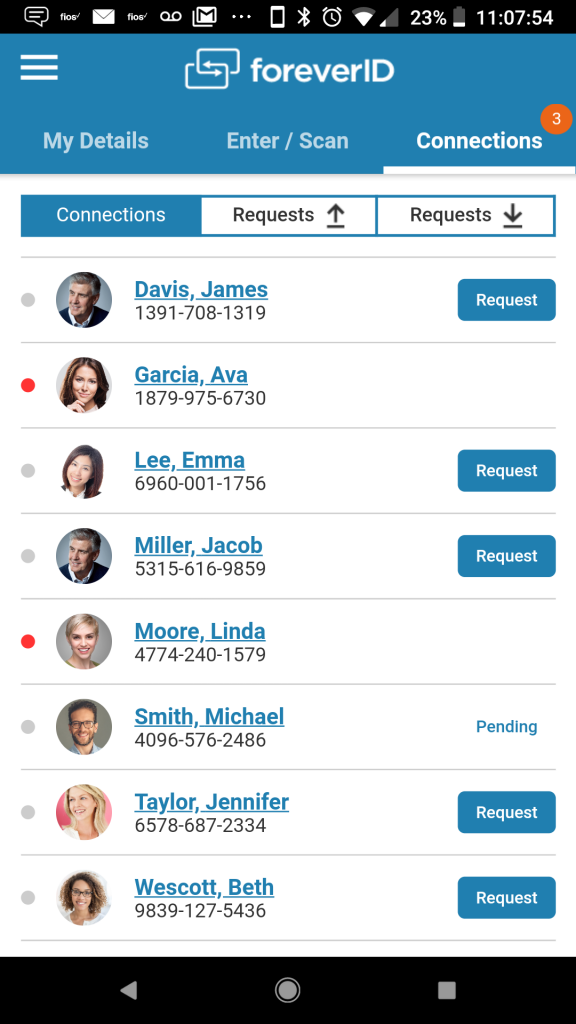 fios fios 23% 11:07:54
foreverID
3
My Details Enter / Scan Connections
Connections Requests Requests
Davis, James
1391-708-1319
Request
Garcia, Ava
1879-975-6730
Lee, Emma
6960-001-1756
Request
Miller, Jacob
5315-616-9859
Request
Moore, Linda
4774-240-1579
Smith, Michael
4096-576-2486
Pending
Taylor, Jennifer
6578-687-2334
Request
Wescott, Beth
9839-127-5436
Request